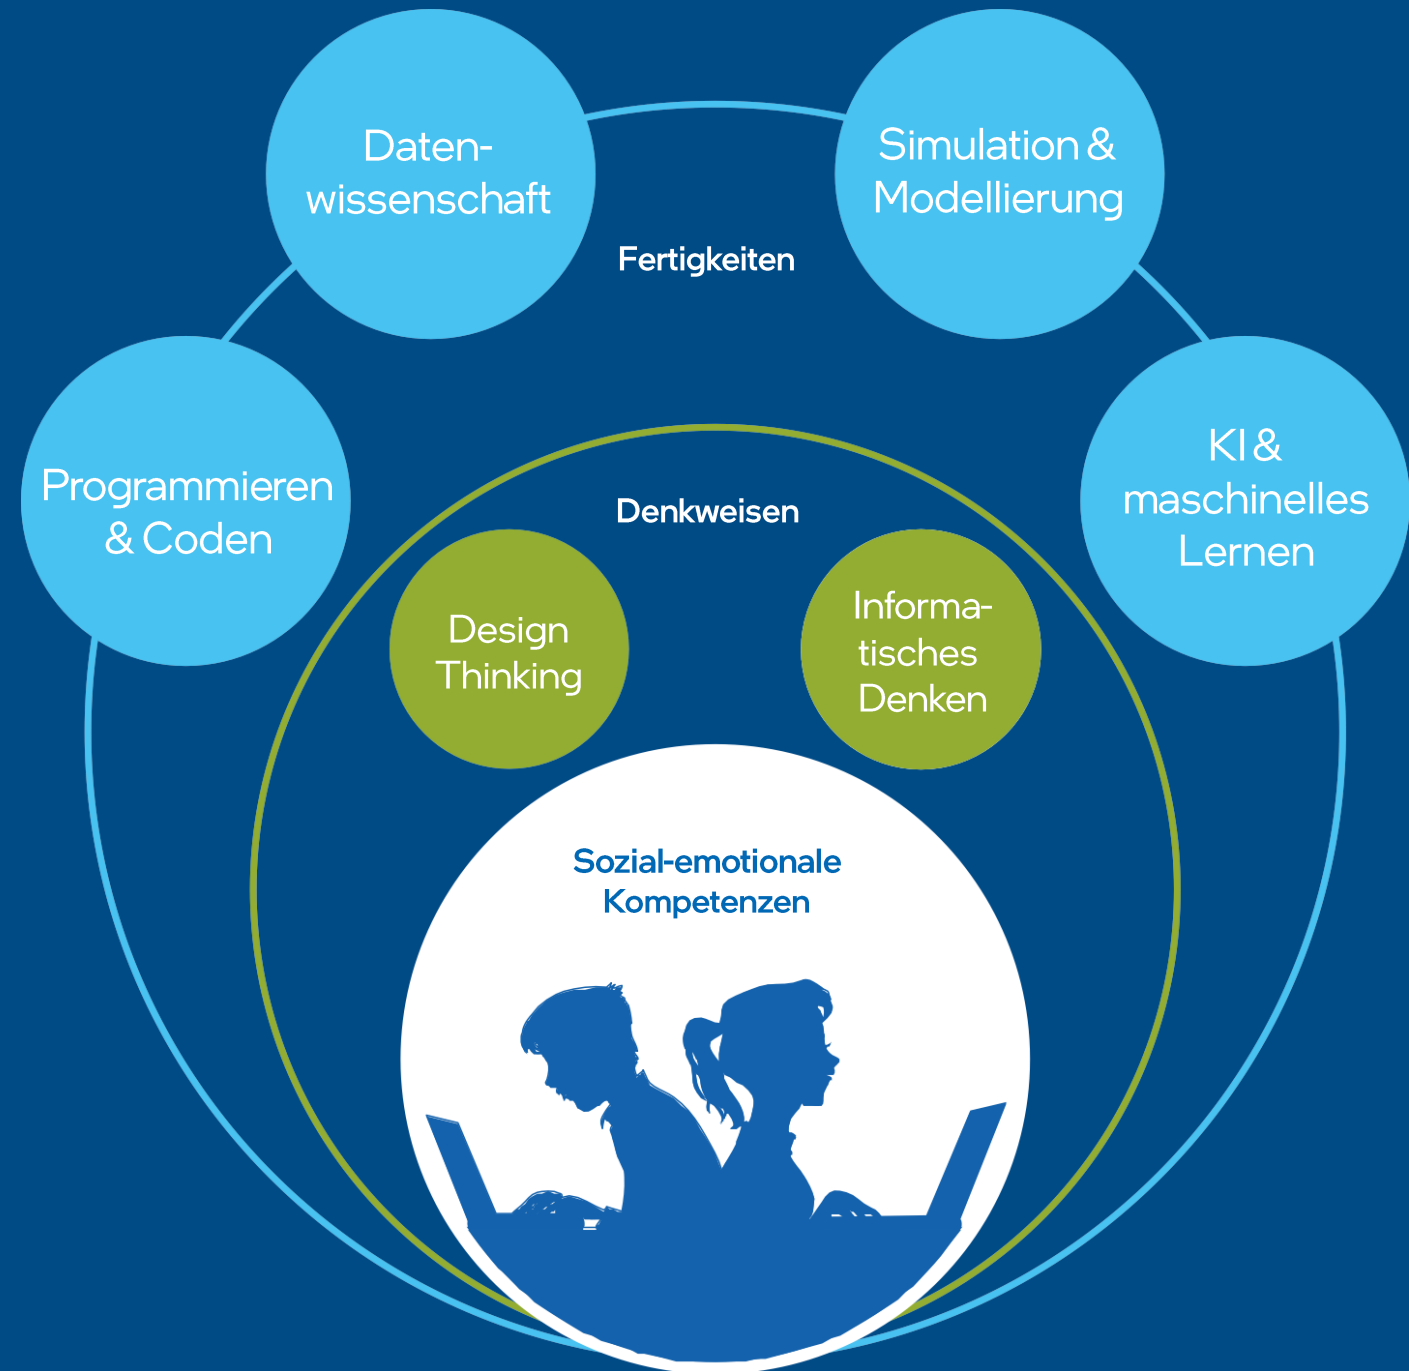 Daten-
wissenschaft
Simulation &
Modellierung
Fertigkeiten
Programmieren
& Coden
KI &
maschinelles
Lernen
Denkweisen
Design
Thinking
Informa-
tisches
Denken
Sozial-emotionale
Kompetenzen